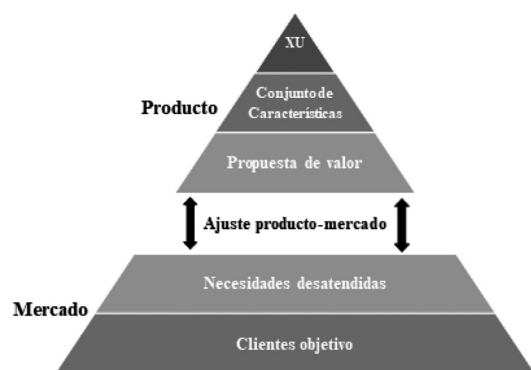 XU
Conjunto de
Características
Producto
Propuesta de valor
Ajuste producto-mercado
Necesidades desatendidas
Mercado
Clientes objetivo